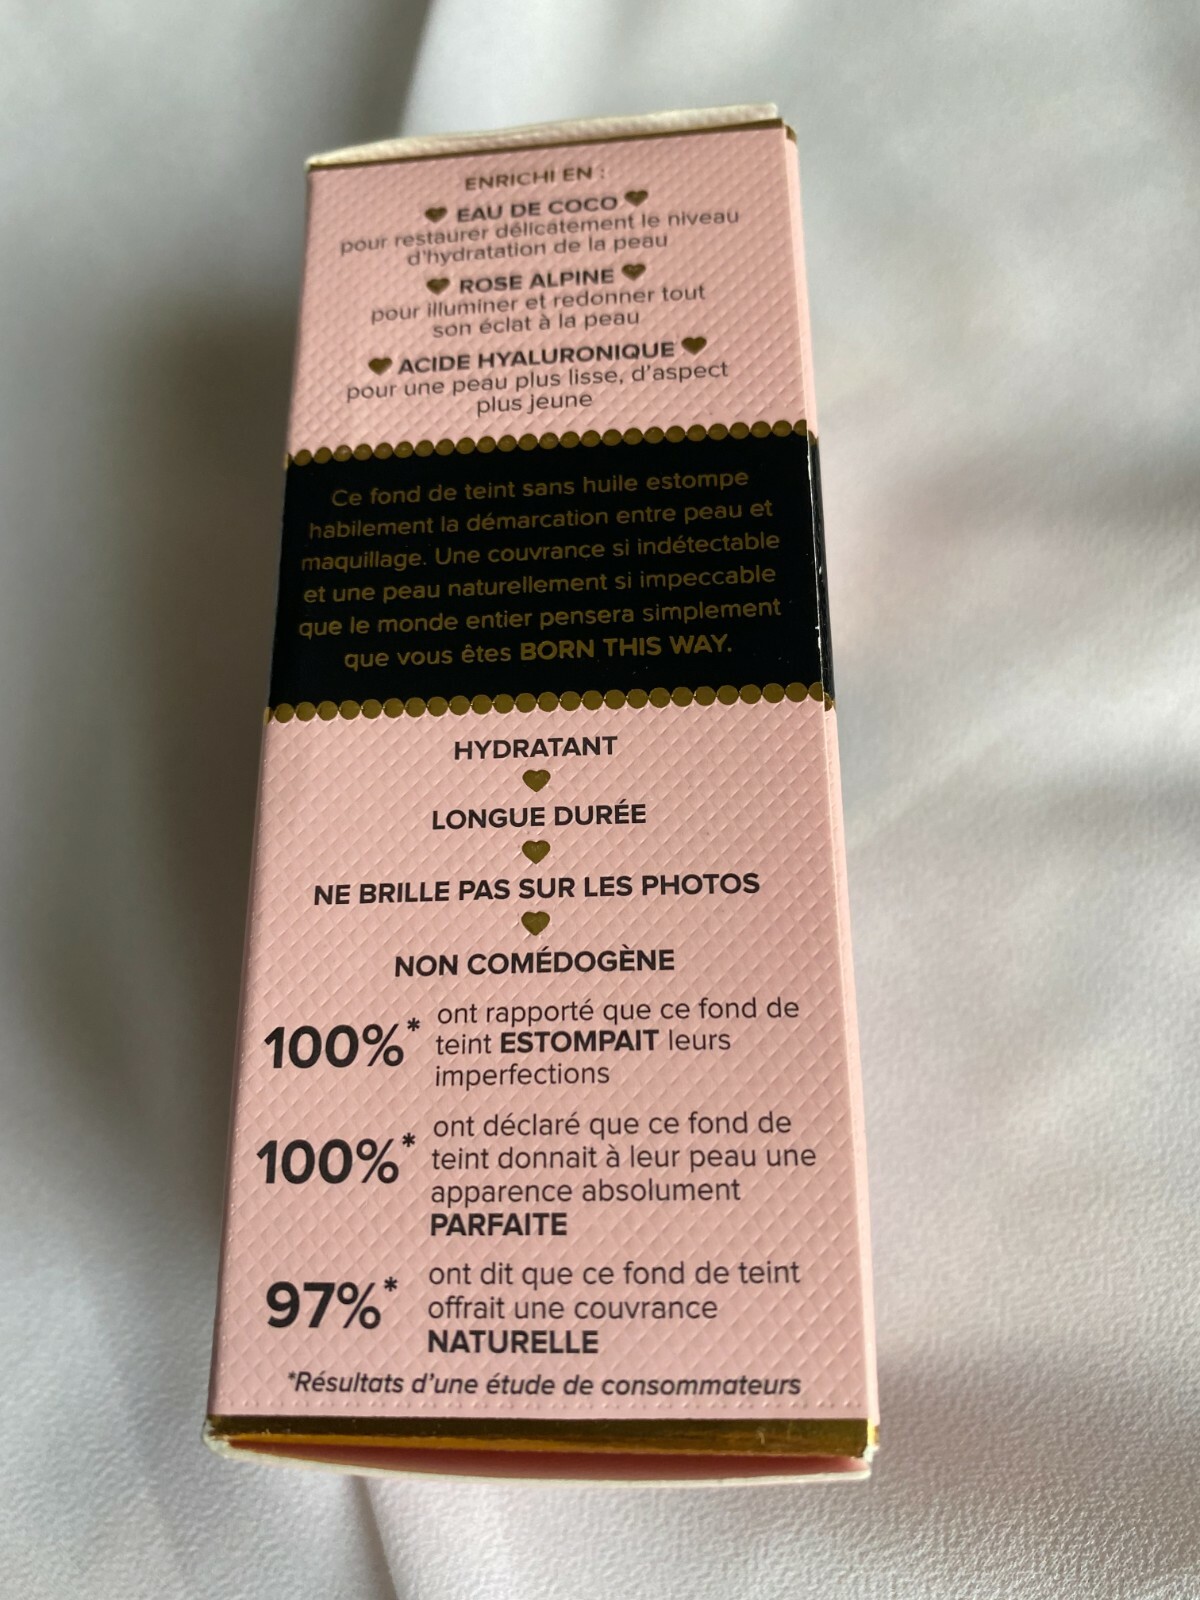 ENRICHI EN :
EAU DE COCO
pour restaurer délicatement le niveau
d'hydratation de la peau
ROSE ALPINE
pour illuminer et redonner tout
son éclat à la peau
ACIDE HYALURONIQUE
pour une peau plus lisse, d'aspect
plus jeune
Ce fond de teint sans huile estompe
habilement la démarcation entre peau et
maquillage. Une couvrance si indétectable
et une peau naturellement si impeccable
que le monde entier pensera simplement
que vous êtes BORN THIS WAY.
HYDRATANT
LONGUE DURÉE
NE BRILLE PAS SUR LES PHOTOS
NON COMÉDOGÈNE
100%* ont rapporté que ce fond de
teint ESTOMPAIT leurs
imperfections
100%* ont déclaré que ce fond de
teint donnait à leur peau une
apparence absolument
PARFAITE
97%* ont dit que ce fond de teint
offrait une couvrance
NATURELLE
*Résultats d'une étude de consommateurs